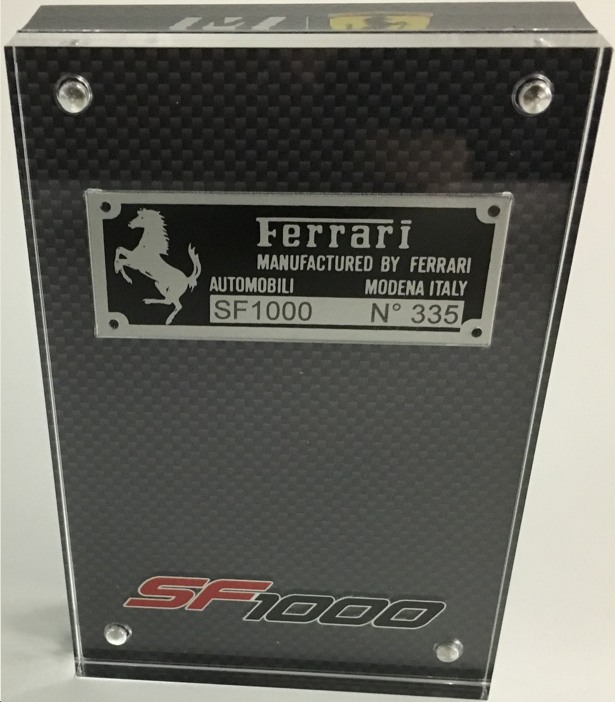 Ferrari
MANUFACTURED BY FERRARI
AUTOMOBILI MODENA ITALY
SF1000 N° 335
SF1000